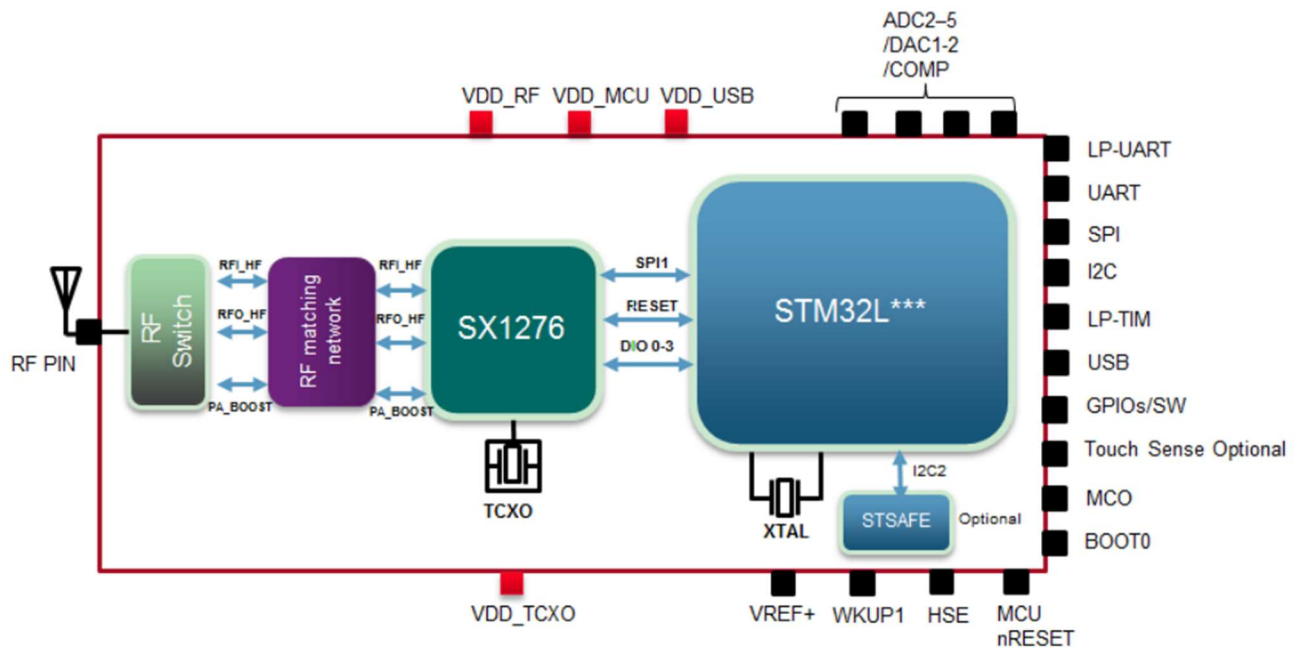 ADC2–5
/DAC1-2
/COMP
VDD_RF
VDD_MCU
VDD_USB
LP-UART
UART
SPI
I2C
LP-TIM
USB
GPIOs/SW
Touch Sense Optional
MCO
BOOT0
RF PIN
RF
Switch
RFI_HF
RFO_HF
PA_BOOST
RF matching
network
RFI_HF
RFO_HF
PA_BOOST
SX1276
SPI1
RESET
DIO 0-3
STM32L***
TCXO
XTAL
I2C2
STSAFE
Optional
VDD_TCXO
VREF+
WKUP1
HSE
MCU
nRESET